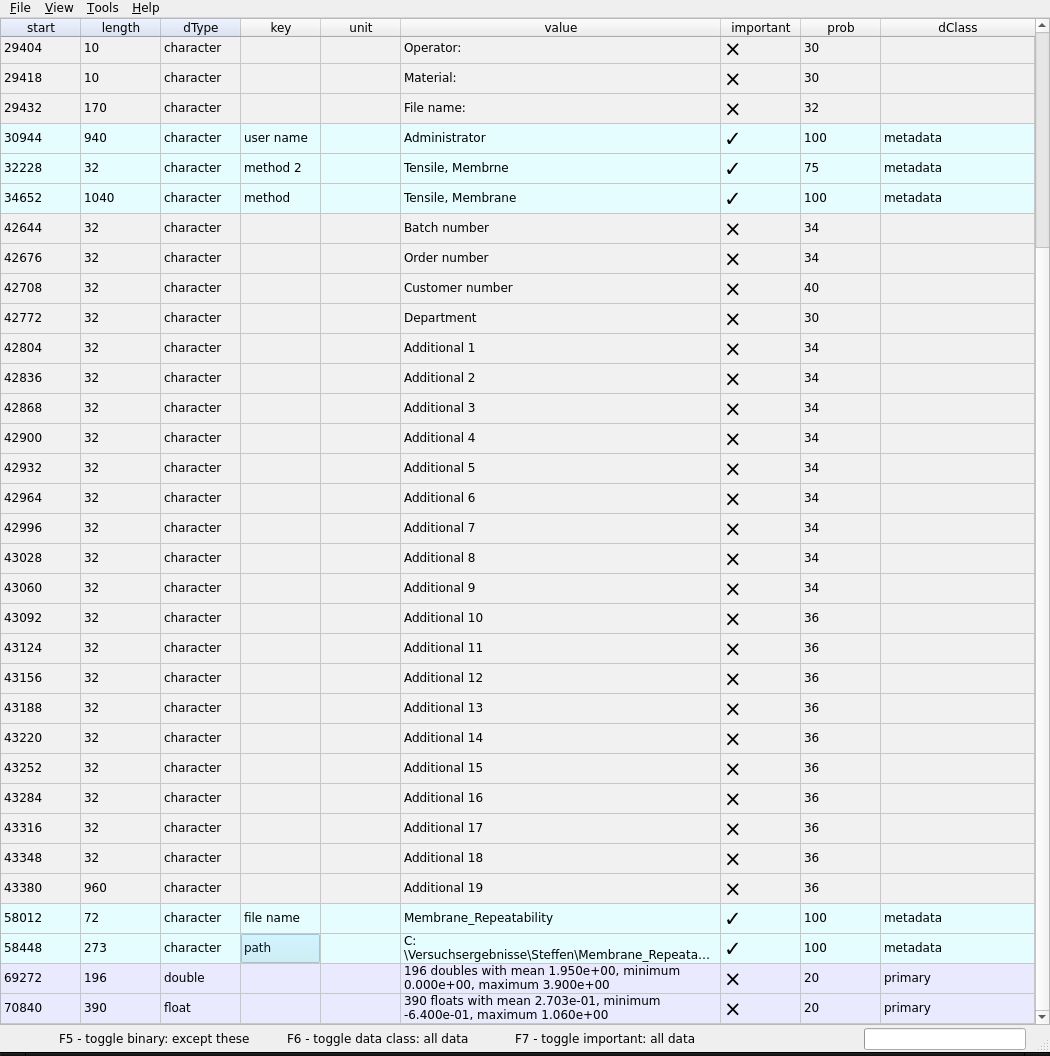 File View Tools Help
start length dType key unit value important prob dClass
29404 10 character Operator: ✕ 30
29418 10 character Material: ✕ 30
29432 170 character File name: ✕ 32
30944 940 character user name Administrator ✓ 100 metadata
32228 32 character method 2 Tensile, Membrne ✓ 75 metadata
34652 1040 character method Tensile, Membrane ✓ 100 metadata
42644 32 character Batch number ✕ 34
42676 32 character Order number ✕ 34
42708 32 character Customer number ✕ 40
42772 32 character Department ✕ 30
42804 32 character Additional 1 ✕ 34
42836 32 character Additional 2 ✕ 34
42868 32 character Additional 3 ✕ 34
42900 32 character Additional 4 ✕ 34
42932 32 character Additional 5 ✕ 34
42964 32 character Additional 6 ✕ 34
42996 32 character Additional 7 ✕ 34
43028 32 character Additional 8 ✕ 34
43060 32 character Additional 9 ✕ 34
43092 32 character Additional 10 ✕ 36
43124 32 character Additional 11 ✕ 36
43156 32 character Additional 12 ✕ 36
43188 32 character Additional 13 ✕ 36
43220 32 character Additional 14 ✕ 36
43252 32 character Additional 15 ✕ 36
43284 32 character Additional 16 ✕ 36
43316 32 character Additional 17 ✕ 36
43348 32 character Additional 18 ✕ 36
43380 960 character Additional 19 ✕ 36
58012 72 character file name Membrane_Repeatability ✓ 100 metadata
58448 273 character path C:
\Versuchsergebnisse\Steffen\Membrane_Repeata... ✓ 100 metadata
69272 196 double 196 doubles with mean 1.950e+00, minimum
0.000e+00, maximum 3.900e+00 ✕ 20 primary
70840 390 float 390 floats with mean 2.703e-01, minimum
-6.400e-01, maximum 1.060e+00 ✕ 20 primary
F5 - toggle binary: except these F6 - toggle data class: all data F7 - toggle important: all data